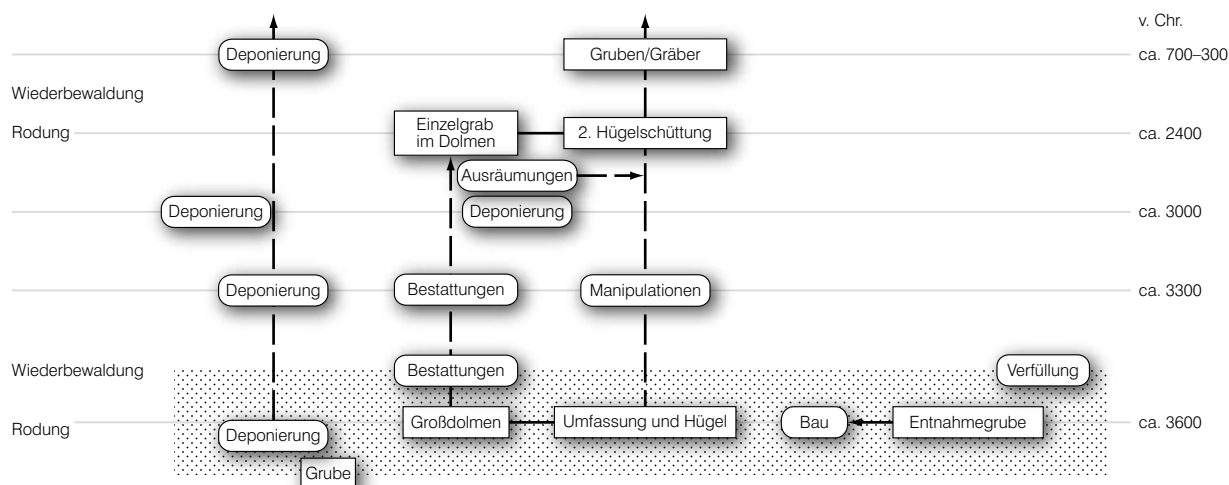 v. Chr.
Deponierung
Gruben/Gräber
ca. 700–300
Wiederbewaldung
Rodung
Einzelgrab
im Dolmen
2. Hügelschüttung
ca. 2400
Ausräumungen
Deponierung
Deponierung
ca. 3000
Deponierung
Bestattungen
Manipulationen
ca. 3300
Wiederbewaldung
Bestattungen
Verfüllung
Rodung
Deponierung
Großdolmen
Umfassung und Hügel
Bau
Entnahmegrube
ca. 3600
Grube